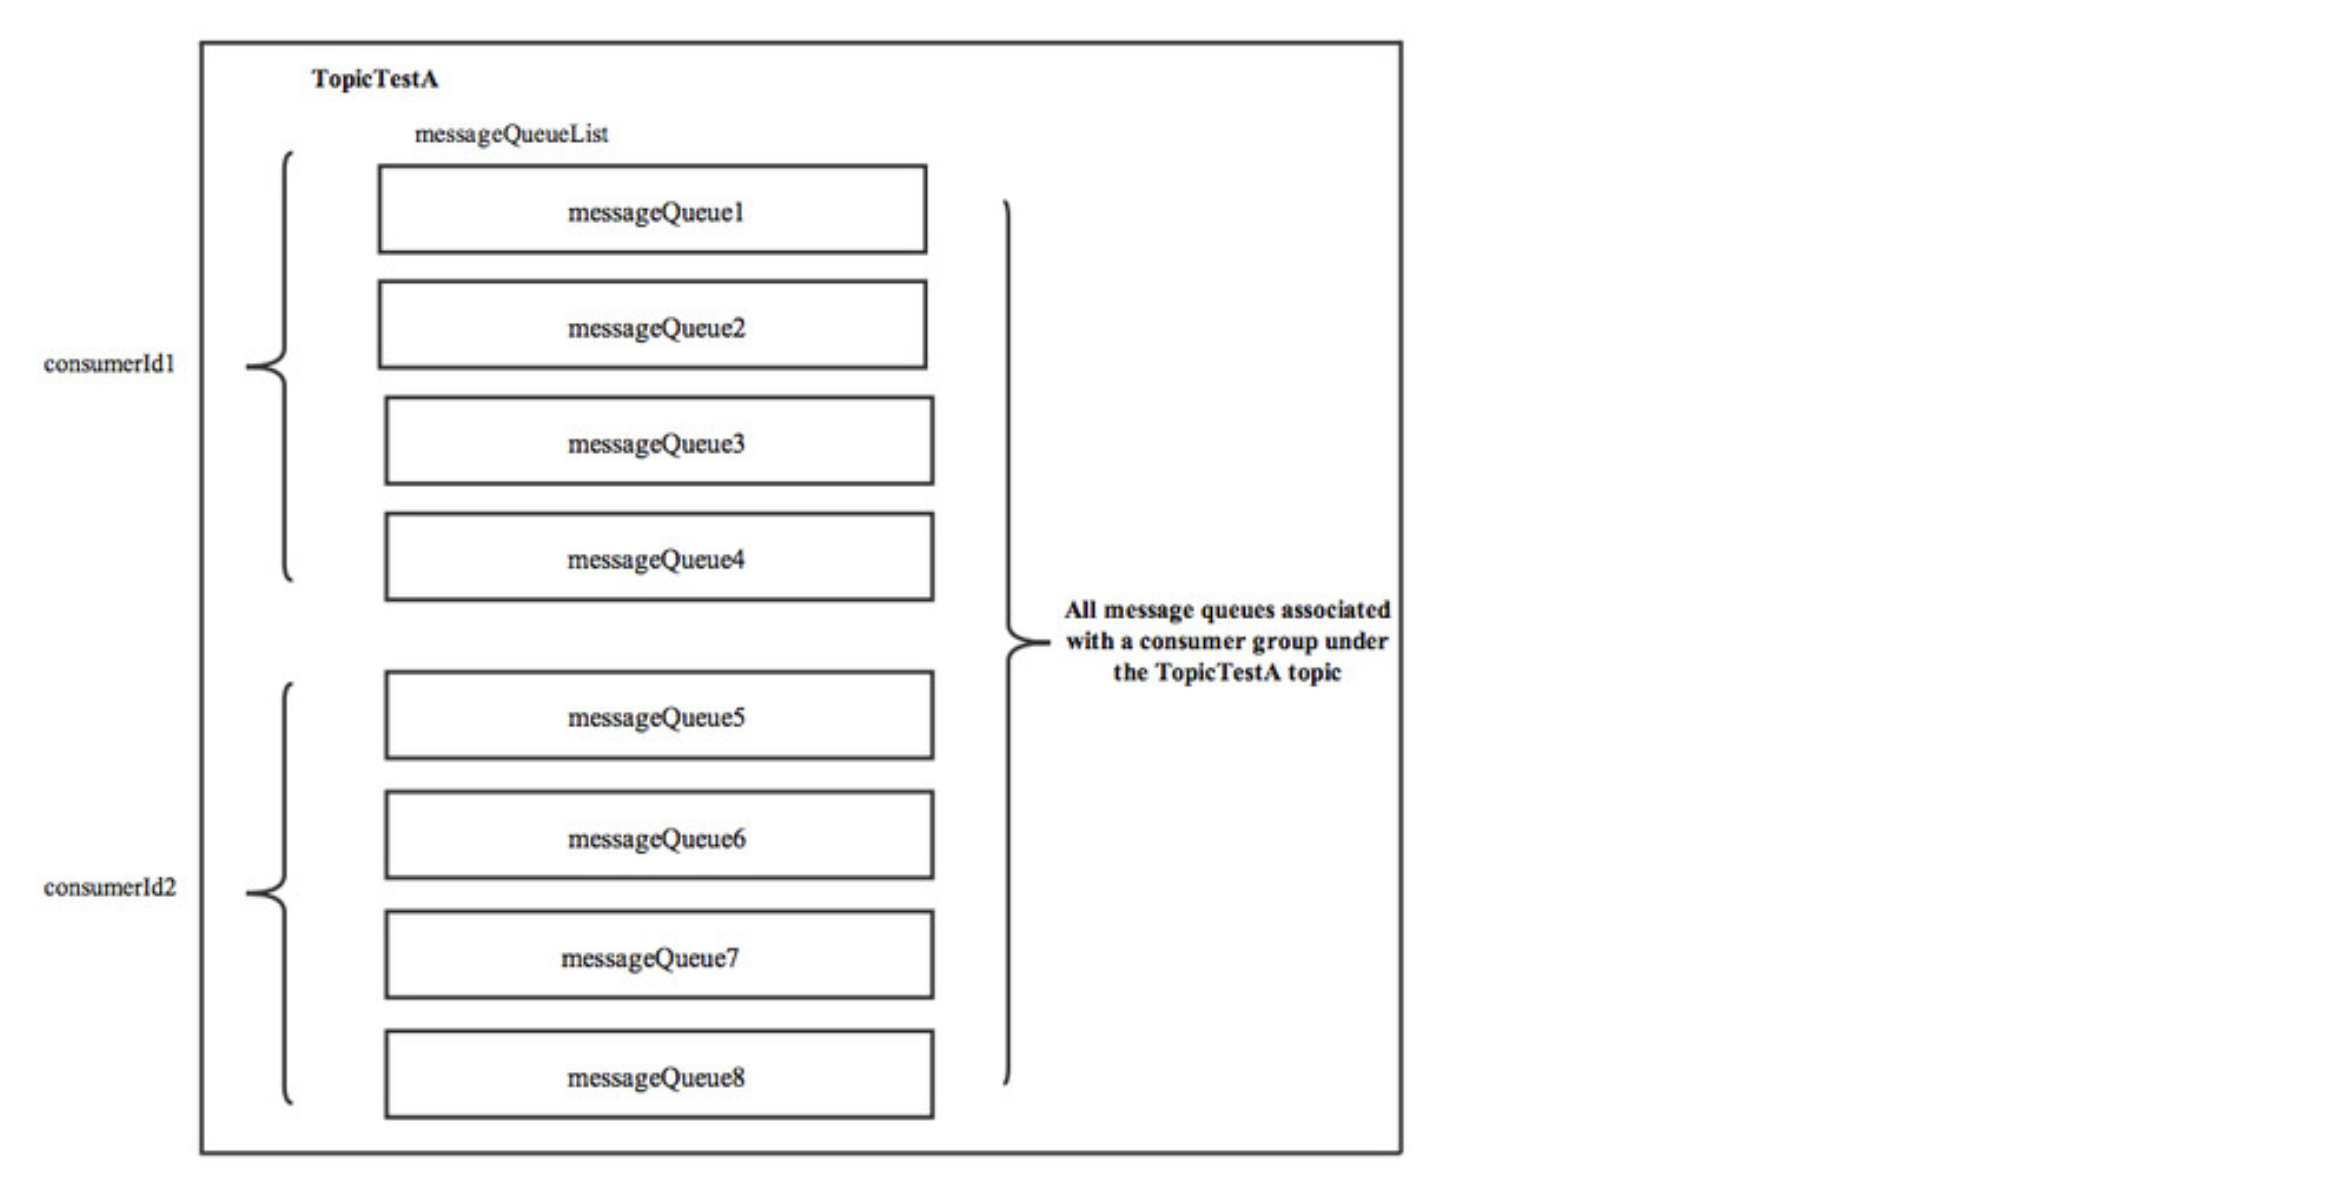 TopicTestA
messageQueueList
messageQueue1
messageQueue2
consumerId1
messageQueue3
messageQueue4
All message queues associated
with a consumer group under
the TopicTestA topic
messageQueue5
messageQueue6
consumerId2
messageQueue7
messageQueue8